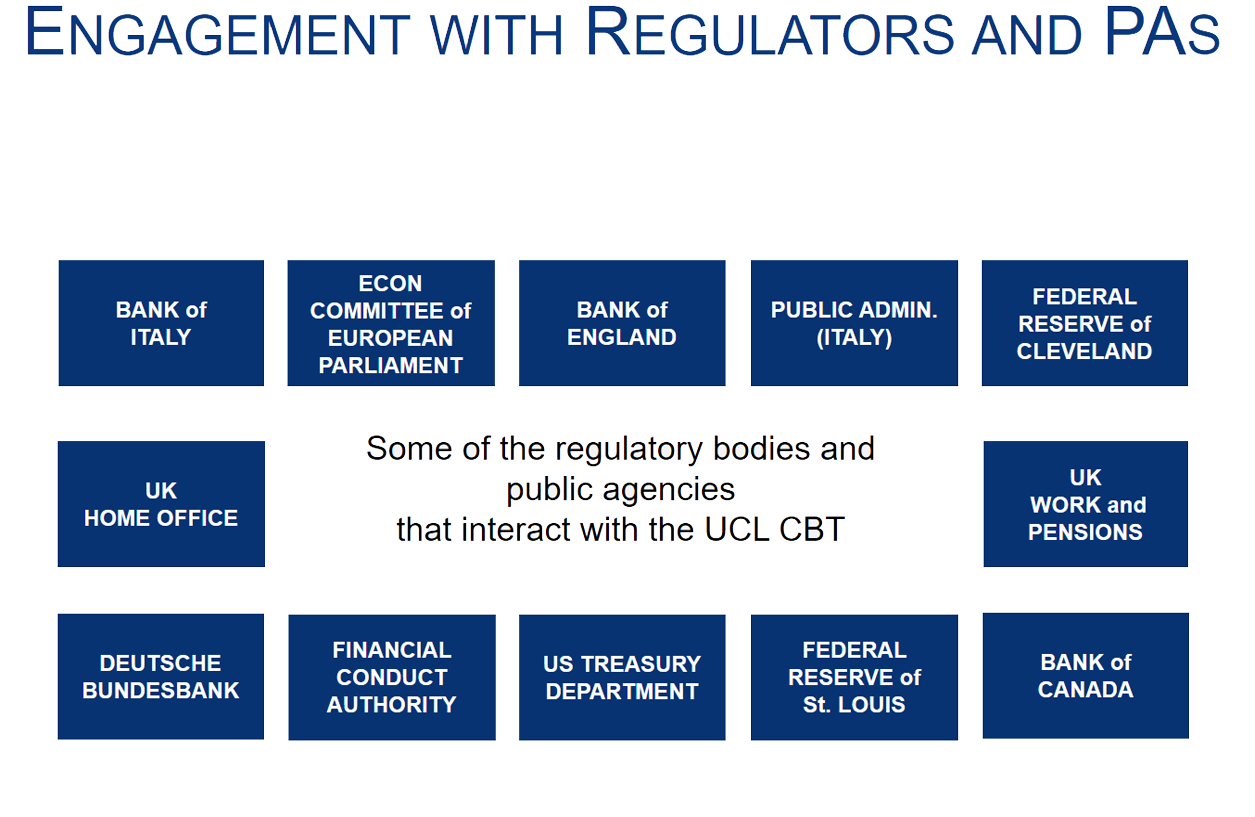 ENGAGEMENT WITH REGULATORS AND PAS
BANK of
ITALY
ECON
COMMITTEE of
EUROPEAN
PARLIAMENT
BANK of
ENGLAND
PUBLIC ADMIN.
(ITALY)
FEDERAL
RESERVE of
CLEVELAND
UK
HOME OFFICE
Some of the regulatory bodies and
public agencies
that interact with the UCL CBT
UK
WORK and
PENSIONS
DEUTSCHE
BUNDESBANK
FINANCIAL
CONDUCT
AUTHORITY
US TREASURY
DEPARTMENT
FEDERAL
RESERVE of
St. LOUIS
BANK of
CANADA